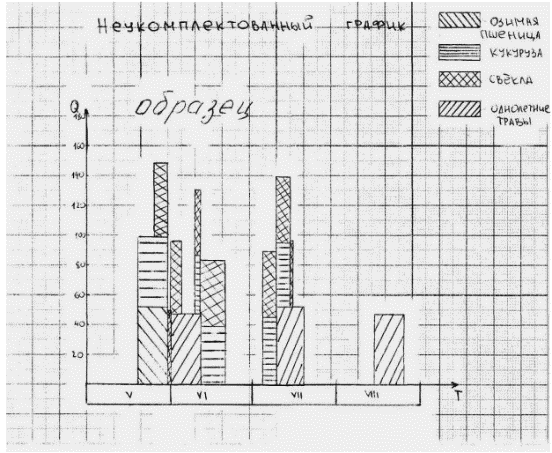 Неукомплектованный график
озимая
пшеница
кукуруза
свёкла
однолетние
травы
образец
Q
180
160
140
120
100
80
60
40
20
V
VI
VII
VIII
T